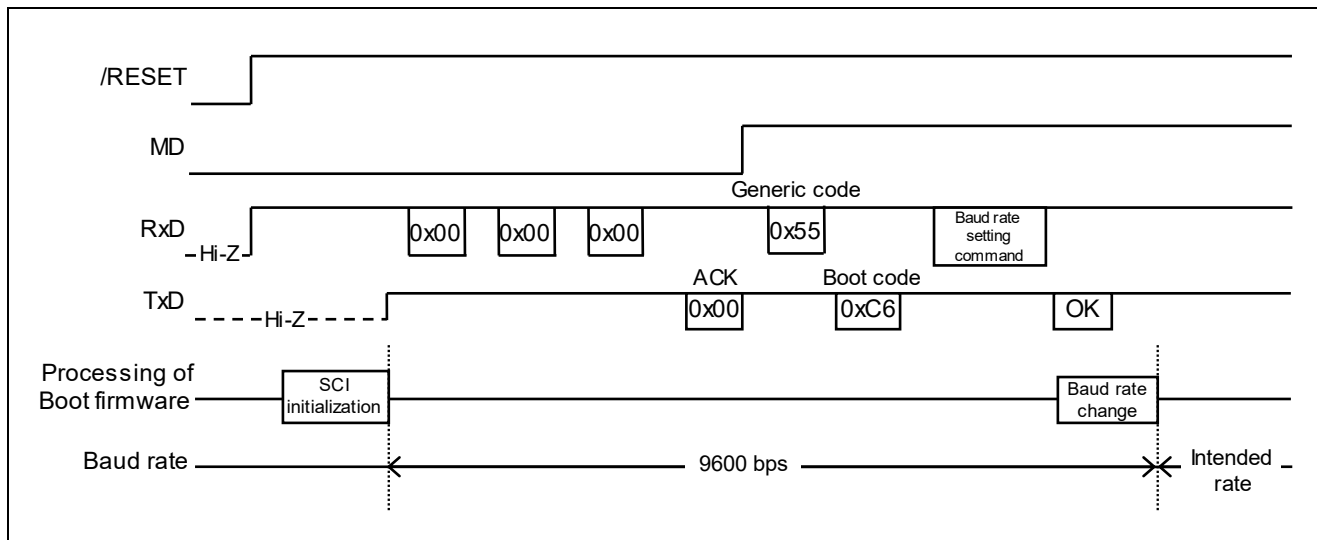 /RESET
MD
Generic code
RxD
Hi-Z
0x00
0x00
0x00
0x55
Baud rate
setting
command
ACK
Boot code
TxD
Hi-Z
0x00
0xC6
OK
Processing of
Boot firmware
SCI
initialization
Baud rate
change
Baud rate
9600 bps
Intended
rate